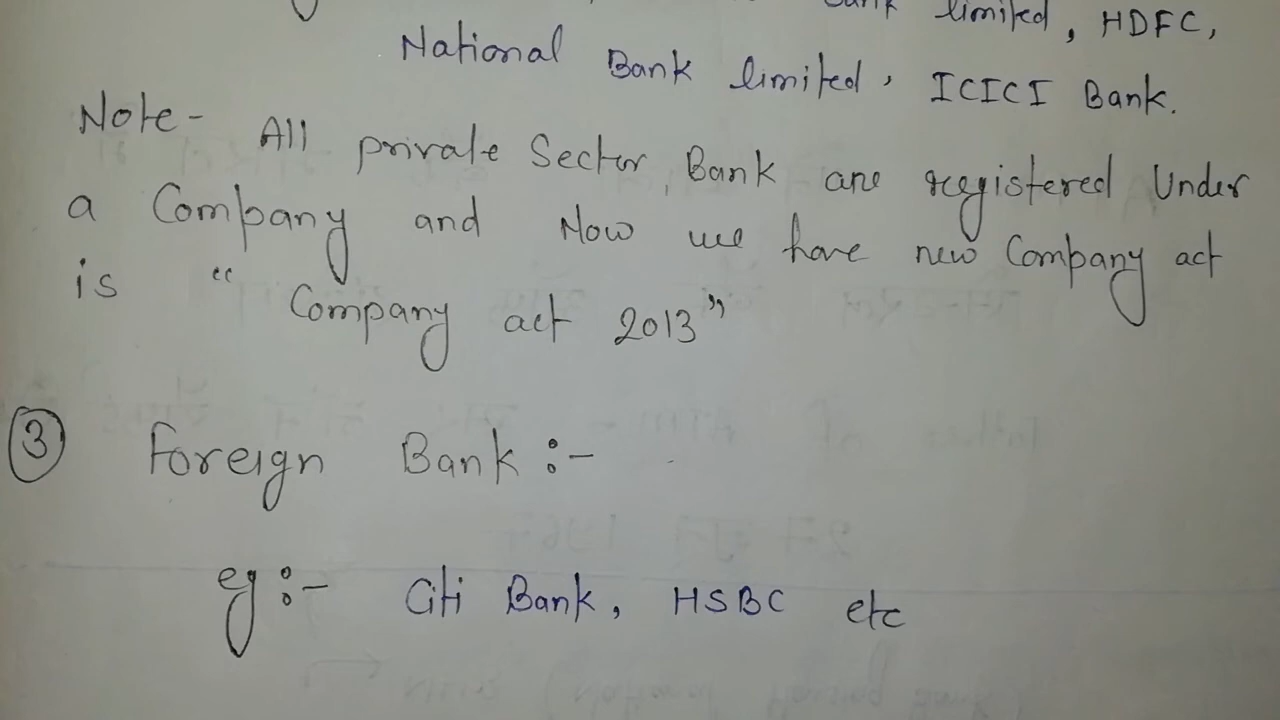 Bank limited, HDFC,
National Bank limited, ICICI Bank.
Note- All private Sector Bank are registered Under
a Company and Now we have new Company act
is "Company act 2013"
③ Foreign Bank :-
eg :- Citi Bank, HSBC etc